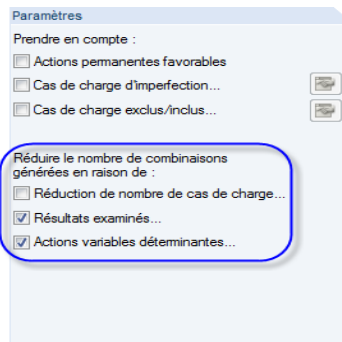 Paramètres
Prendre en compte :
Actions permanentes favorables
Cas de charge d'imperfection...
Cas de charge exclus/inclus...
Réduire le nombre de combinaisons
générées en raison de :
Réduction de nombre de cas de charge...
Résultats examinés...
Actions variables déterminantes...